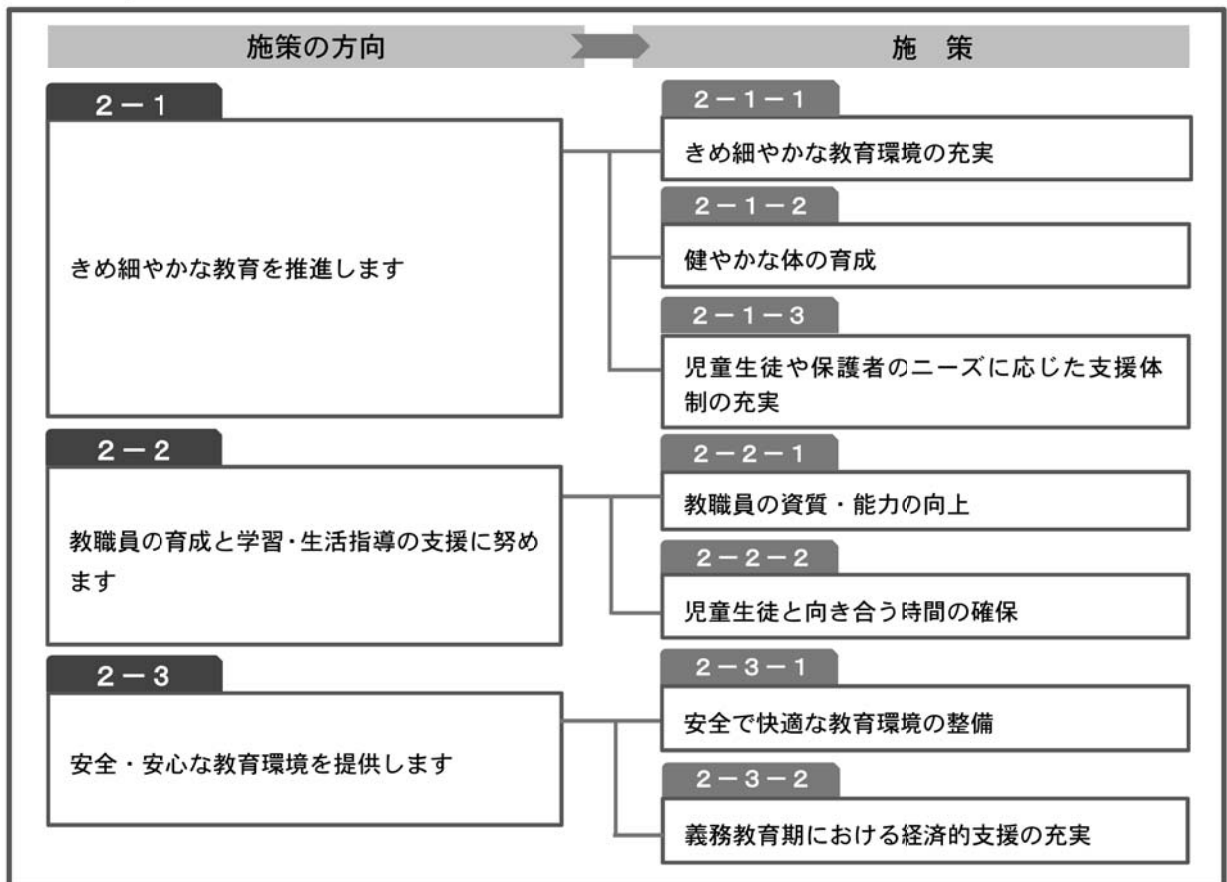 施策の方向
施　策
２－１
きめ細やかな教育を推進します
２－１－１
きめ細やかな教育環境の充実
２－１－２
健やかな体の育成
２－１－３
児童生徒や保護者のニーズに応じた支援体
制の充実
２－２
教職員の育成と学習・生活指導の支援に努め
ます
２－２－１
教職員の資質・能力の向上
２－２－２
児童生徒と向き合う時間の確保
２－３
安全・安心な教育環境を提供します
２－３－１
安全で快適な教育環境の整備
２－３－２
義務教育期における経済的支援の充実